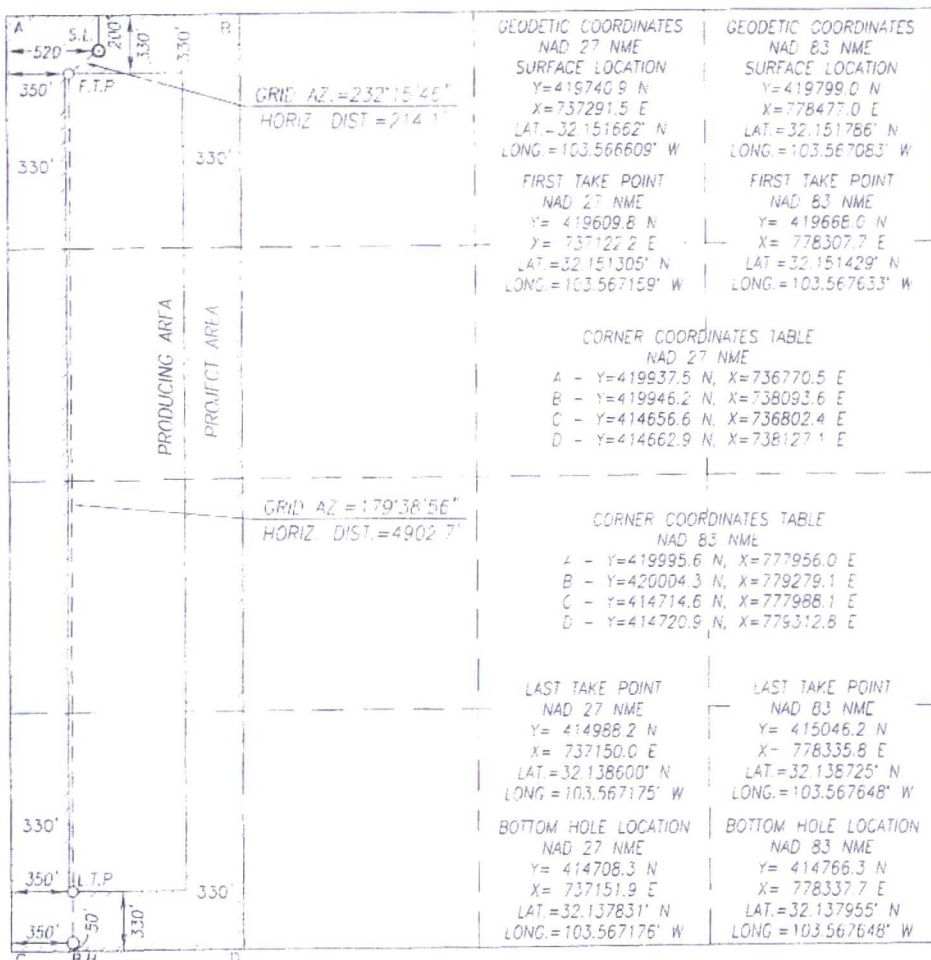 A
B
S.L.
520'
200'
330'
330'
350'
F.T.P
330'
330'
GRID AZ.=232°15'46"
HORIZ. DIST.=214.1'
PRODUCING AREA
PROJECT AREA
GRID AZ.=179°38'56"
HORIZ. DIST.=4902.7'
330'
350'
L.T.P
330'
350'
50'
330'
C
B.H.
D
GEODETIC COORDINATES
NAD 27 NME
SURFACE LOCATION
Y=419740.9 N
X=737291.5 E
LAT.=32.151662° N
LONG.=103.566609° W
FIRST TAKE POINT
NAD 27 NME
Y= 419609.8 N
X= 737122.2 E
LAT.=32.151305° N
LONG.=103.567159° W
GEODETIC COORDINATES
NAD 83 NME
SURFACE LOCATION
Y=419799.0 N
X=778477.0 E
LAT.=32.151786° N
LONG.=103.567083° W
FIRST TAKE POINT
NAD 83 NME
Y= 419668.0 N
X= 778307.7 E
LAT.=32.151429° N
LONG.=103.567633° W
CORNER COORDINATES TABLE
NAD 27 NME
A - Y=419937.5 N, X=736770.5 E
B - Y=419946.2 N, X=738093.6 E
C - Y=414656.6 N, X=736802.4 E
D - Y=414662.9 N, X=738127.1 E
CORNER COORDINATES TABLE
NAD 83 NME
A - Y=419995.6 N, X=777956.0 E
B - Y=420004.3 N, X=779279.1 E
C - Y=414714.6 N, X=777988.1 E
D - Y=414720.9 N, X=779312.8 E
LAST TAKE POINT
NAD 27 NME
Y= 414988.2 N
X= 737150.0 E
LAT.=32.138600° N
LONG.=103.567175° W
BOTTOM HOLE LOCATION
NAD 27 NME
Y= 414708.3 N
X= 737151.9 E
LAT.=32.137831° N
LONG.=103.567176° W
LAST TAKE POINT
NAD 83 NME
Y= 415046.2 N
X= 778335.8 E
LAT.=32.138725° N
LONG.=103.567648° W
BOTTOM HOLE LOCATION
NAD 83 NME
Y= 414766.3 N
X= 778337.7 E
LAT.=32.137955° N
LONG.=103.567648° W